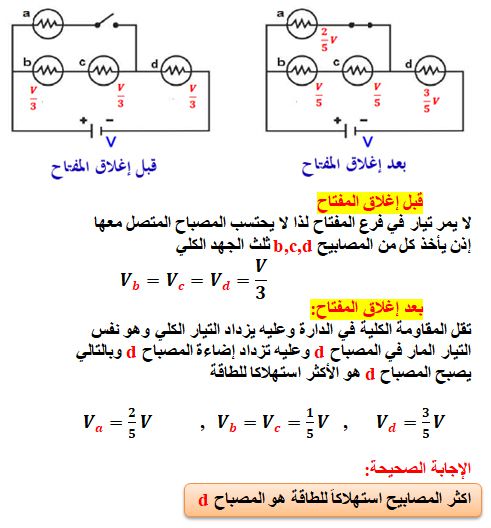 a
b
c
d
V/3
V/3
V/3
+ -
V
قبل إغلاق المفتاح
a
2/5 V
b
c
d
V/5
V/5
3/5 V
+ -
V
بعد إغلاق المفتاح
قبل إغلاق المفتاح
لا يمر تيار في فرع المفتاح لذا لا يحتسب المصباح المتصل معها
إذن يأخذ كل من المصابيح b,c,d ثلث الجهد الكلي
V_b = V_c = V_d = V/3
بعد إغلاق المفتاح:
تقل المقاومة الكلية في الدارة وعليه يزداد التيار الكلي وهو نفس
التيار المار في المصباح d وعليه تزداد إضاءة المصباح d وبالتالي
يصبح المصباح d هو الأكثر استهلاكا للطاقة
V_a = 2/5 V , V_b = V_c = 1/5 V , V_d = 3/5 V
الإجابة الصحيحة:
اكثر المصابيح استهلاكاً للطاقة هو المصباح d